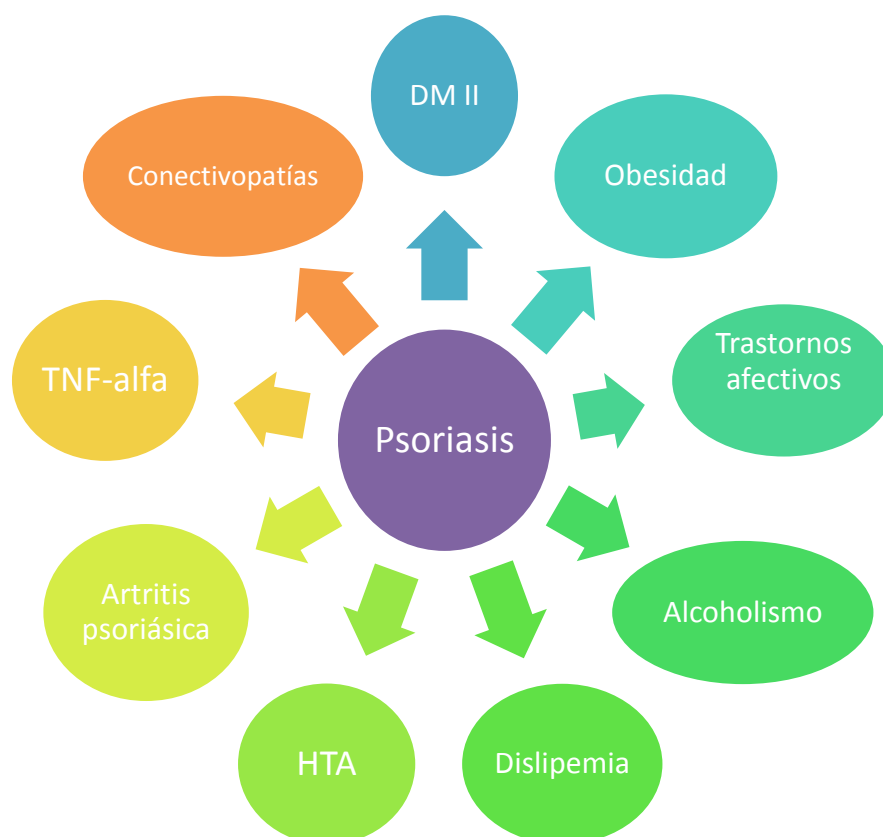 DM II
Obesidad
Trastornos
afectivos
Alcoholismo
Dislipemia
HTA
Artritis
psoriásica
TNF-alfa
Conectivopatías
Psoriasis